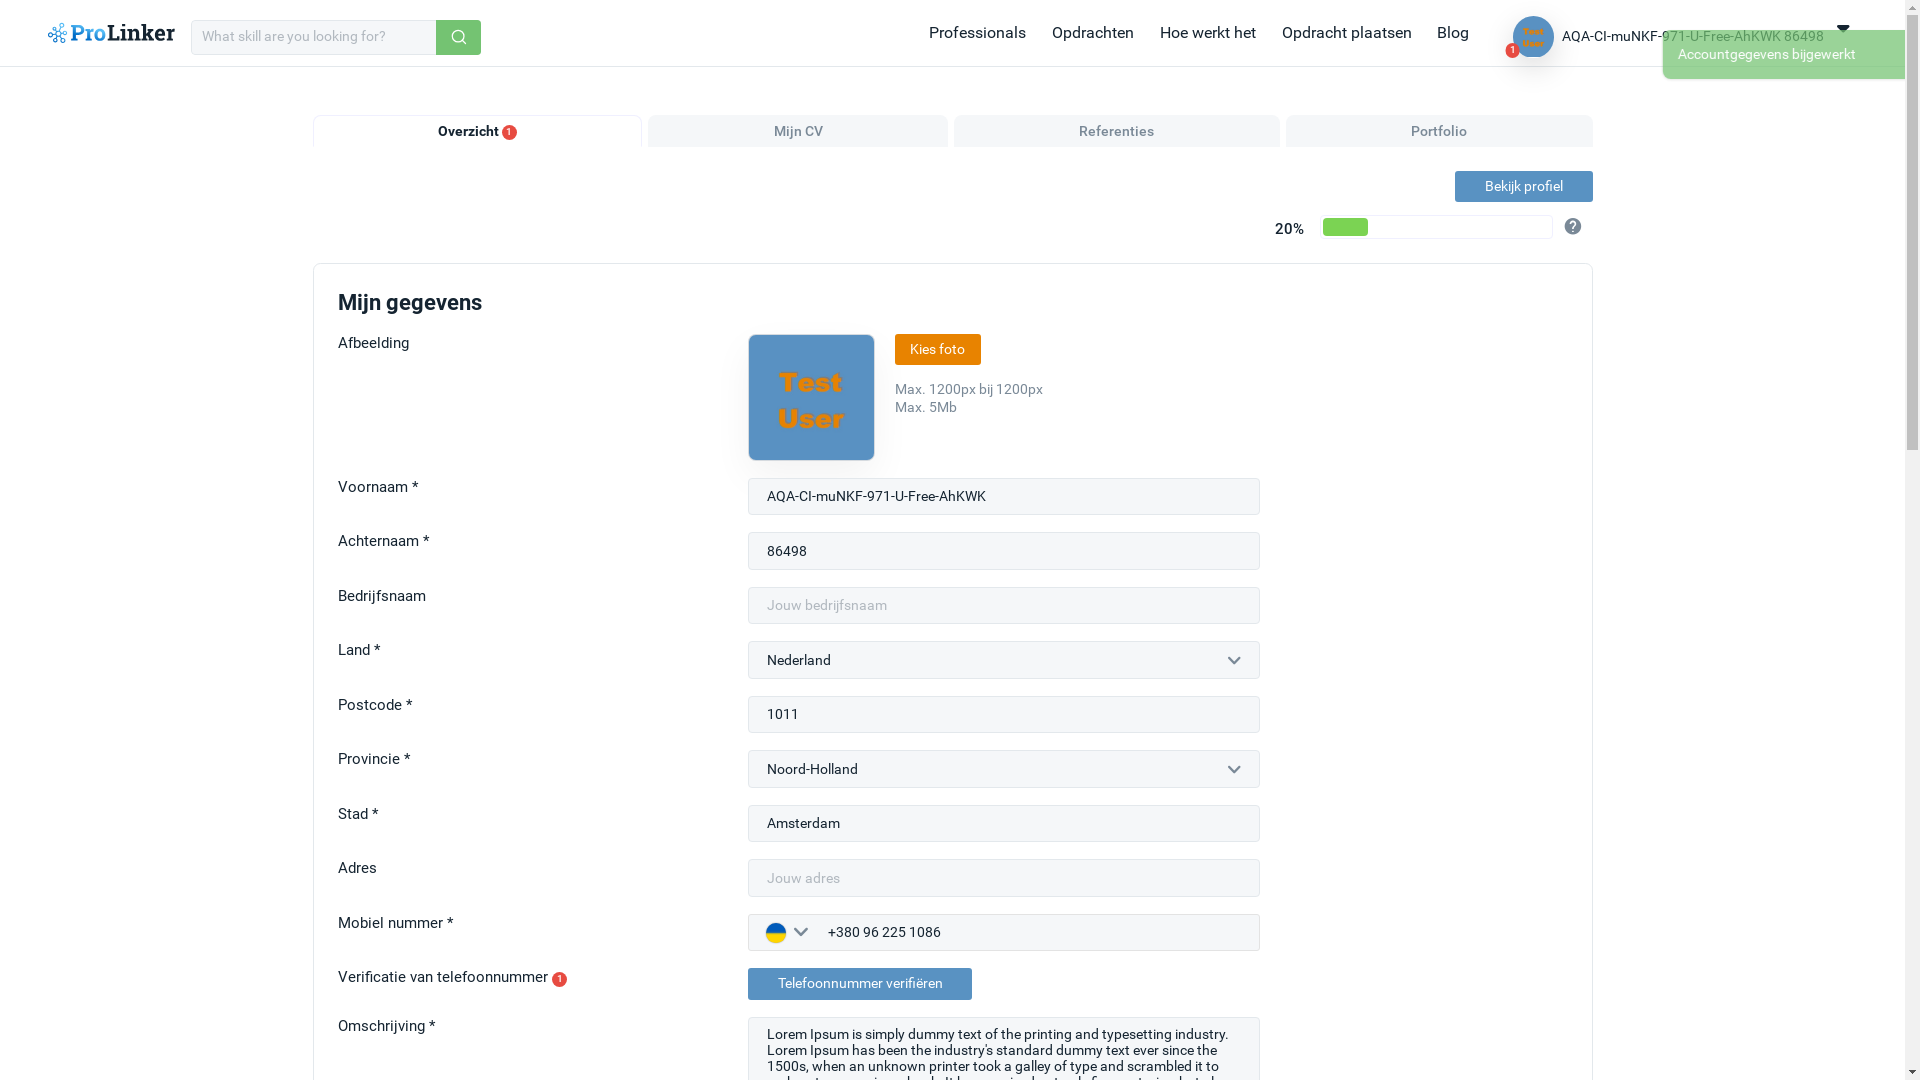 ProLinker
What skill are you looking for?
Professionals
Opdrachten
Hoe werkt het
Opdracht plaatsen
Blog
Test
User
1
AQA-CI-muNKF-971-U-Free-AhKWK 86498
Accountgegevens bijgewerkt
Overzicht 1
Mijn CV
Referenties
Portfolio
Bekijk profiel
20%
?
Mijn gegevens
Afbeelding
Test
User
Kies foto
Max. 1200px bij 1200px
Max. 5Mb
Voornaam *
AQA-CI-muNKF-971-U-Free-AhKWK
Achternaam *
86498
Bedrijfsnaam
Jouw bedrijfsnaam
Land *
Nederland
Postcode *
1011
Provincie *
Noord-Holland
Stad *
Amsterdam
Adres
Jouw adres
Mobiel nummer *
+380 96 225 1086
Verificatie van telefoonnummer 1
Telefoonnummer verifiëren
Omschrijving *
Lorem Ipsum is simply dummy text of the printing and typesetting industry.
Lorem Ipsum has been the industry's standard dummy text ever since the
1500s, when an unknown printer took a galley of type and scrambled it to